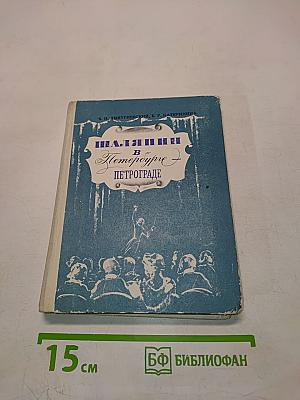 ШАЛЯПИН
В
Петербурге—
ПЕТРОГРАДЕ
15 см
БФ БИБЛИОФАН